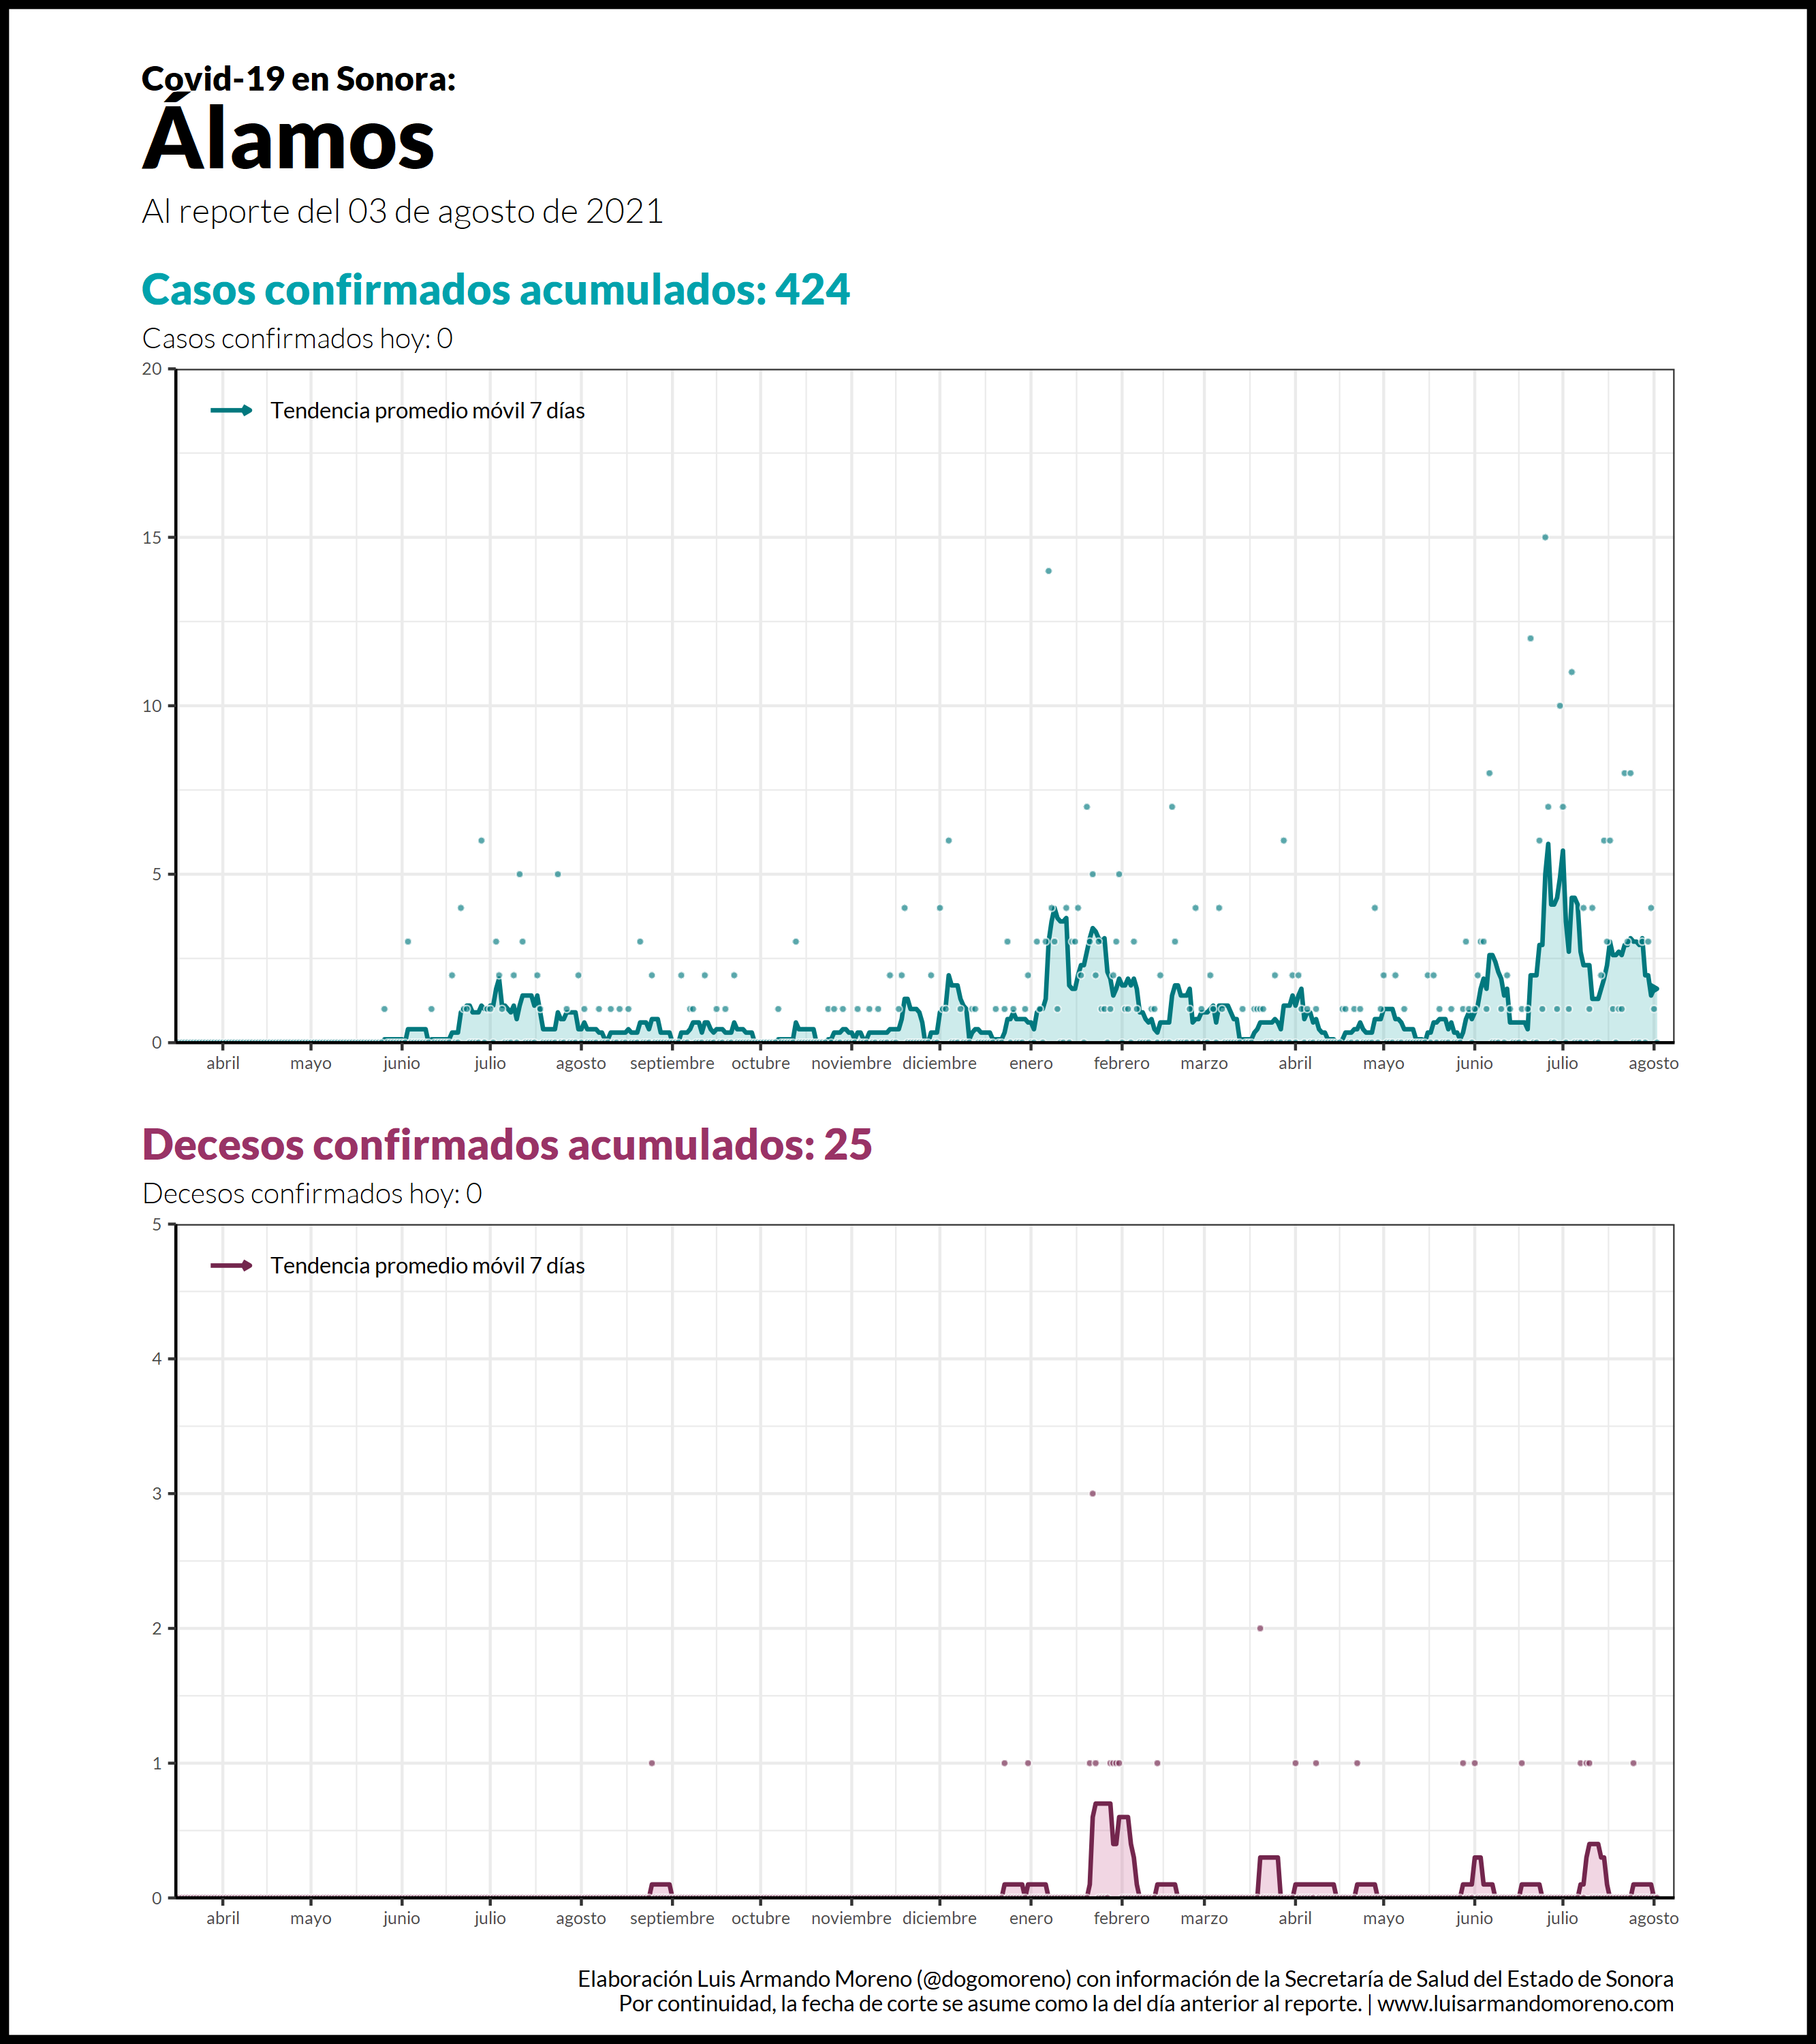 Covid-19 en Sonora:
Álamos
Al reporte del 03 de agosto de 2021
Casos confirmados acumulados: 424
Casos confirmados hoy: 0
20
Tendencia promedio móvil 7 días
15
10
5
0
abril mayo junio julio agosto septiembre octubre noviembre diciembre enero febrero marzo abril mayo junio julio agosto
Decesos confirmados acumulados: 25
Decesos confirmados hoy: 0
5
Tendencia promedio móvil 7 días
4
3
2
1
0
abril mayo junio julio agosto septiembre octubre noviembre diciembre enero febrero marzo abril mayo junio julio agosto
Elaboración Luis Armando Moreno (@dogomoreno) con información de la Secretaría de Salud del Estado de Sonora
Por continuidad, la fecha de corte se asume como la del día anterior al reporte. | www.luisarmandomoreno.com